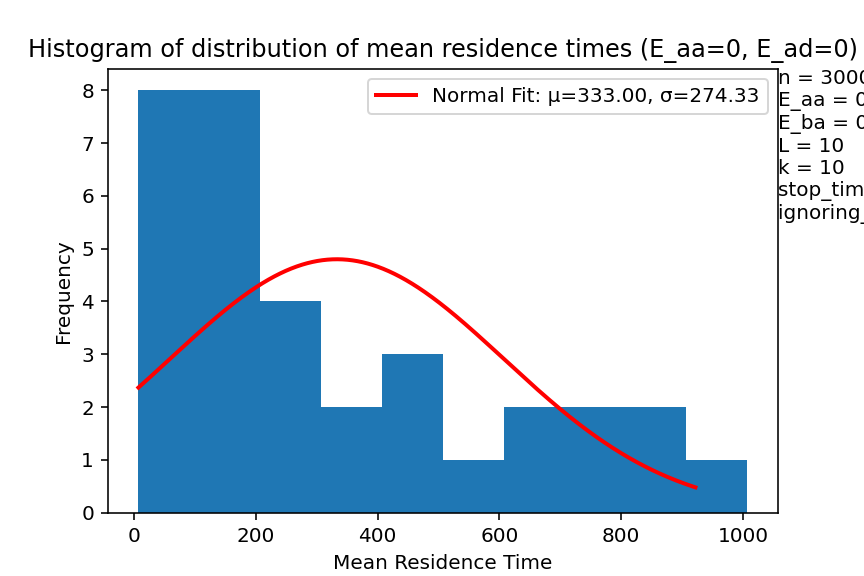 Histogram of distribution of mean residence times (E_aa=0, E_ad=0)
Normal Fit: μ=333.00, σ=274.33
n = 3000
E_aa = 0
E_ba = 0
L = 10
k = 10
stop_tim
ignoring_
Frequency
8
7
6
5
4
3
2
1
0
0 200 400 600 800 1000
Mean Residence Time